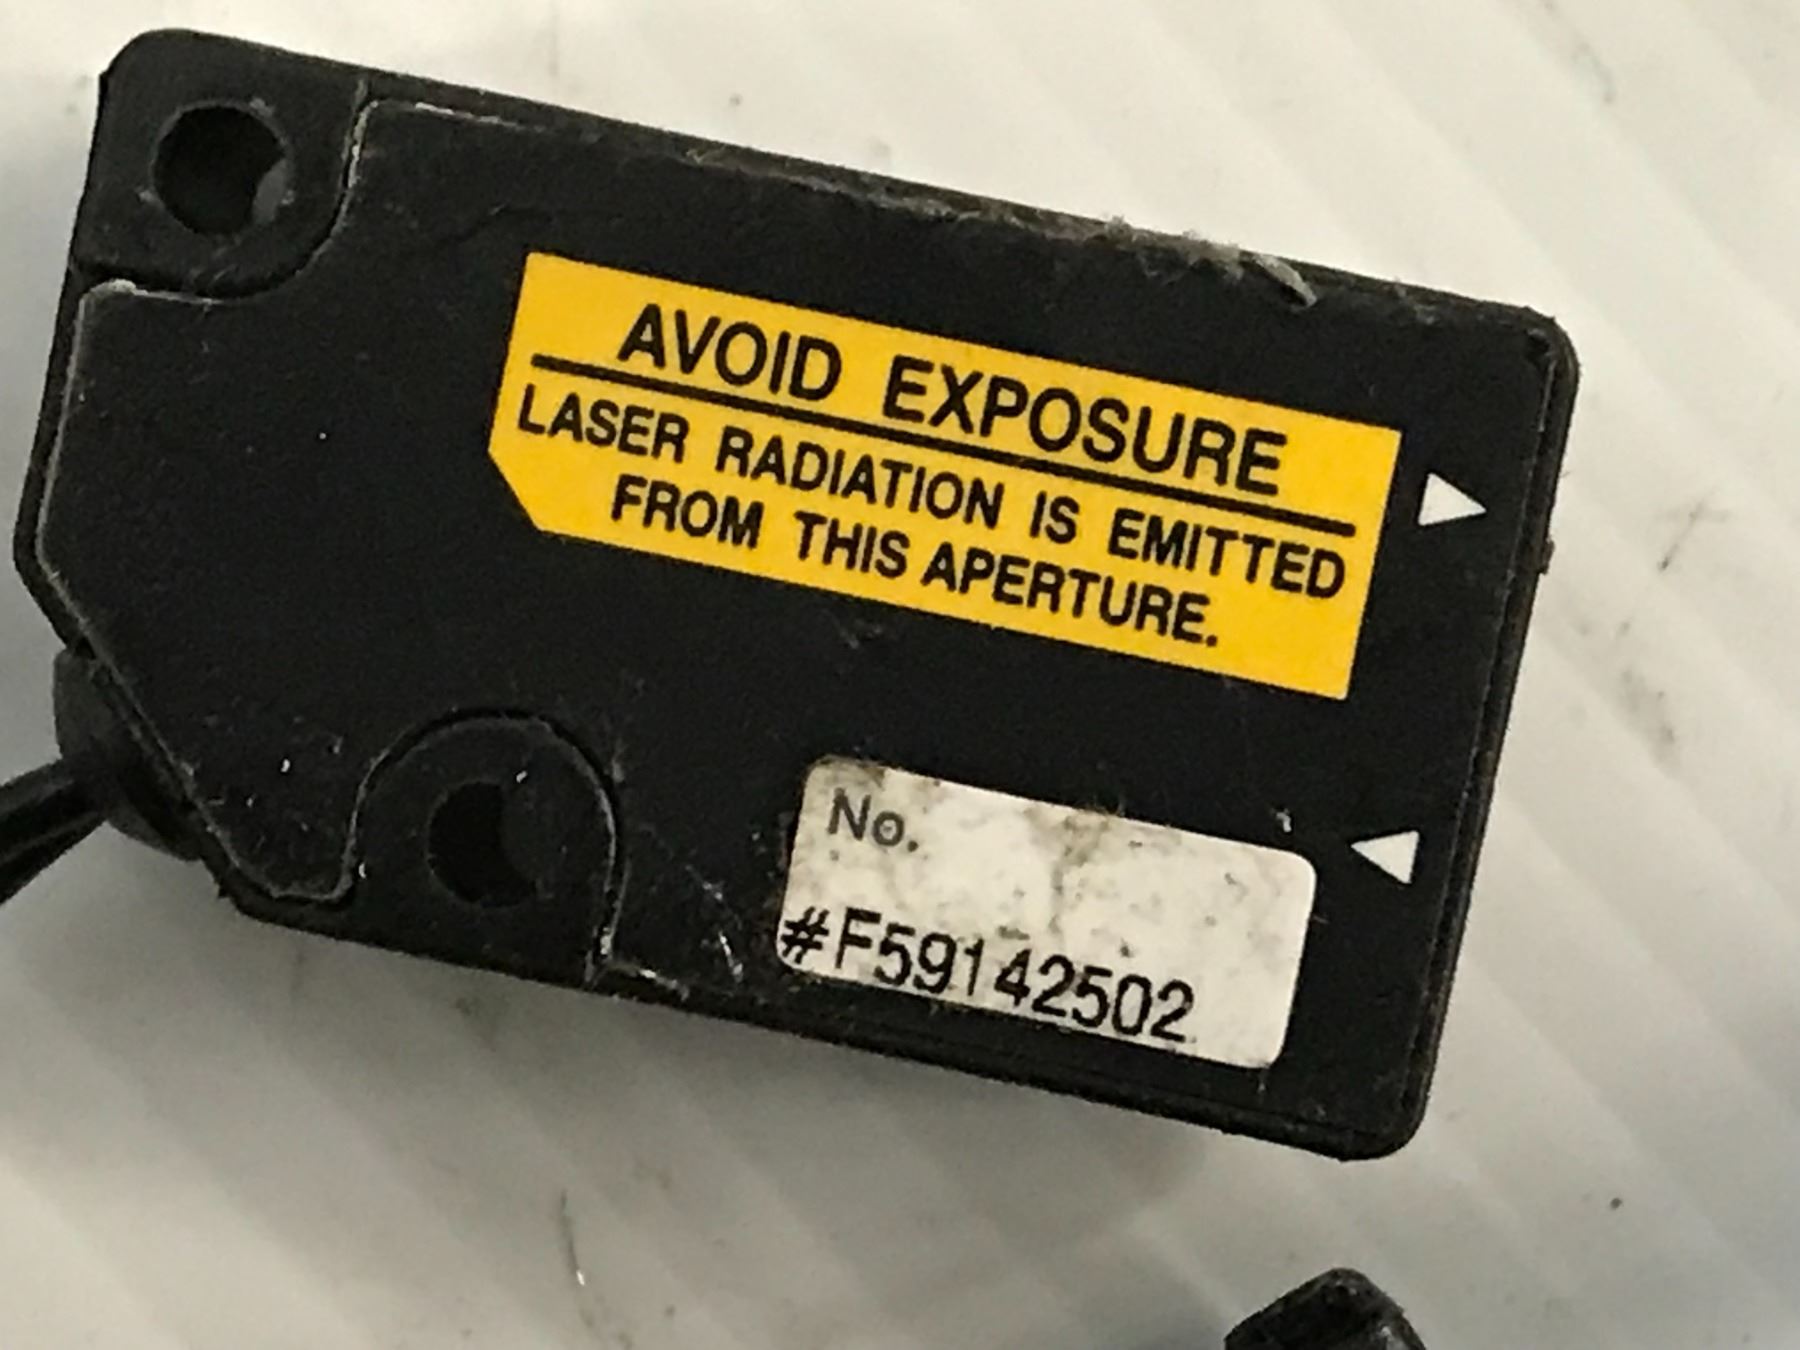 AVOID EXPOSURE
LASER RADIATION IS EMITTED
FROM THIS APERTURE.
No.
#F59142502